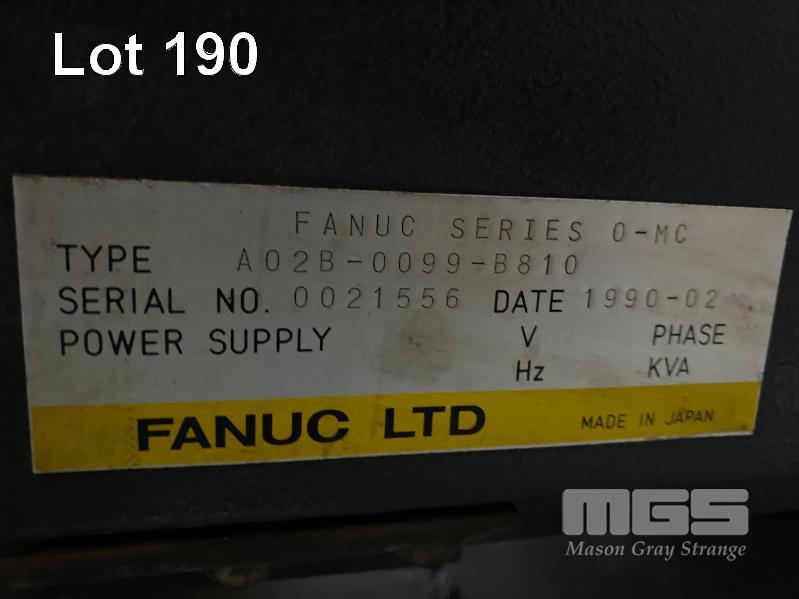 Lot 190
FANUC SERIES 0-MC
TYPE A02B-0099-B810
SERIAL NO. 0021556 DATE 1990-02
POWER SUPPLY V PHASE
Hz KVA
FANUC LTD MADE IN JAPAN
MGS
Mason Gray Strange